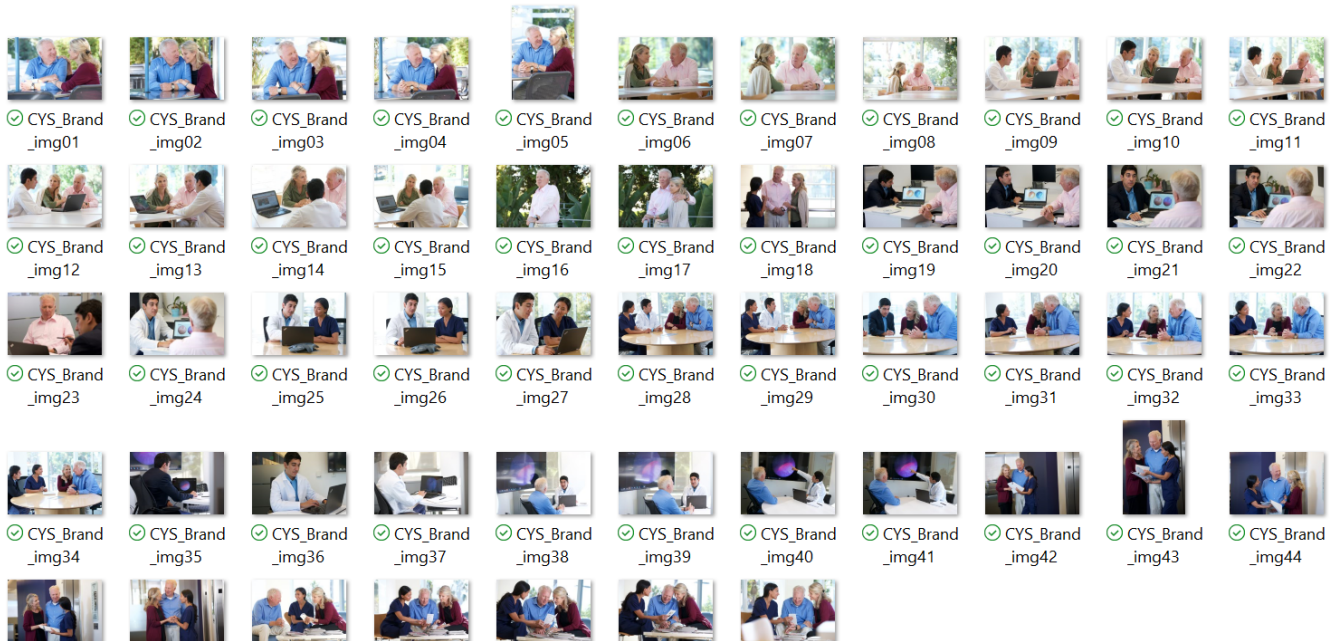 CYS_Brand CYS_Brand CYS_Brand CYS_Brand CYS_Brand CYS_Brand CYS_Brand CYS_Brand CYS_Brand CYS_Brand CYS_Brand
_img01 _img02 _img03 _img04 _img05 _img06 _img07 _img08 _img09 _img10 _img11
CYS_Brand CYS_Brand CYS_Brand CYS_Brand CYS_Brand CYS_Brand CYS_Brand CYS_Brand CYS_Brand CYS_Brand CYS_Brand
_img12 _img13 _img14 _img15 _img16 _img17 _img18 _img19 _img20 _img21 _img22
CYS_Brand CYS_Brand CYS_Brand CYS_Brand CYS_Brand CYS_Brand CYS_Brand CYS_Brand CYS_Brand CYS_Brand CYS_Brand
_img23 _img24 _img25 _img26 _img27 _img28 _img29 _img30 _img31 _img32 _img33
CYS_Brand CYS_Brand CYS_Brand CYS_Brand CYS_Brand CYS_Brand CYS_Brand CYS_Brand CYS_Brand CYS_Brand CYS_Brand
_img34 _img35 _img36 _img37 _img38 _img39 _img40 _img41 _img42 _img43 _img44